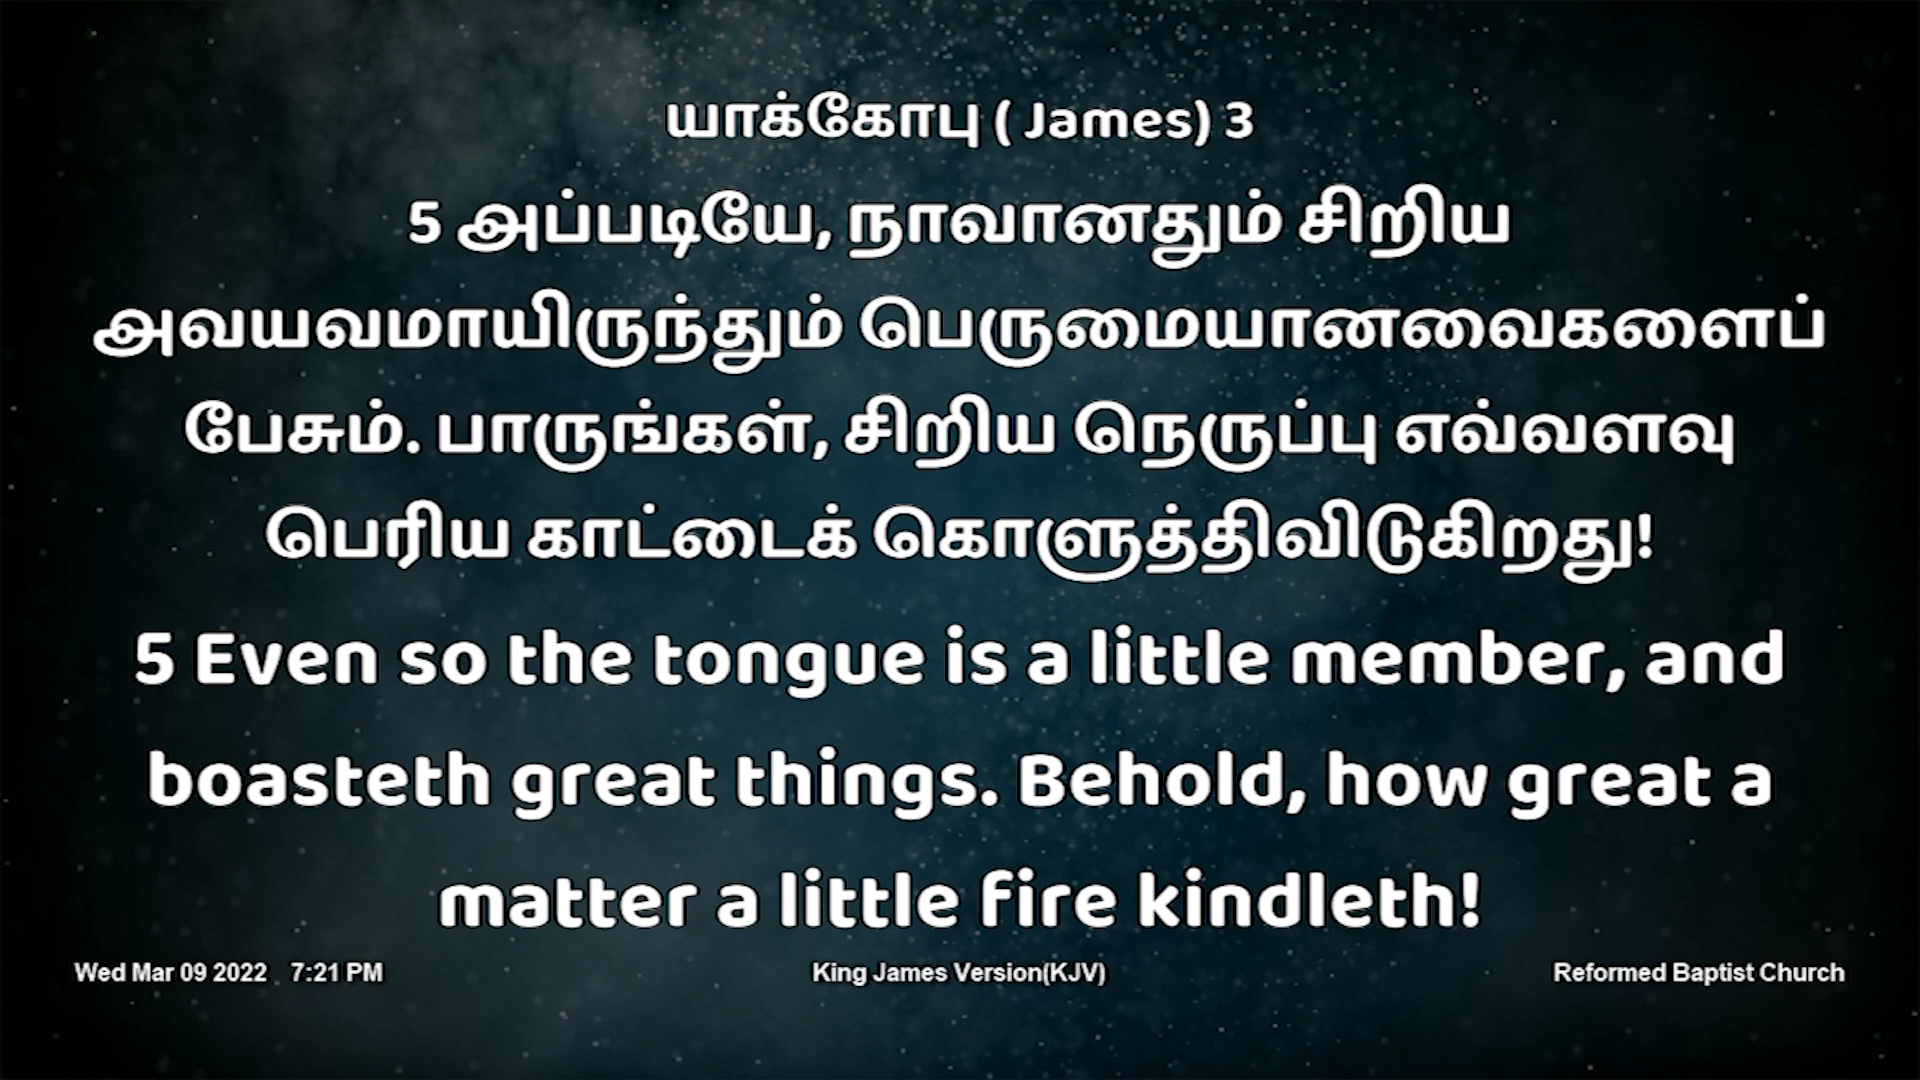 யாக்கோபு ( James) 3
5 அப்படியே, நாவானதும் சிறிய
அவயவமாயிருந்தும் பெருமையானவைகளைப்
பேசும். பாருங்கள், சிறிய நெருப்பு எவ்வளவு
பெரிய காட்டைக் கொளுத்திவிடுகிறது!
5 Even so the tongue is a little member, and
boasteth great things. Behold, how great a
matter a little fire kindleth!
Wed Mar 09 2022 7:21 PM
King James Version(KJV)
Reformed Baptist Church